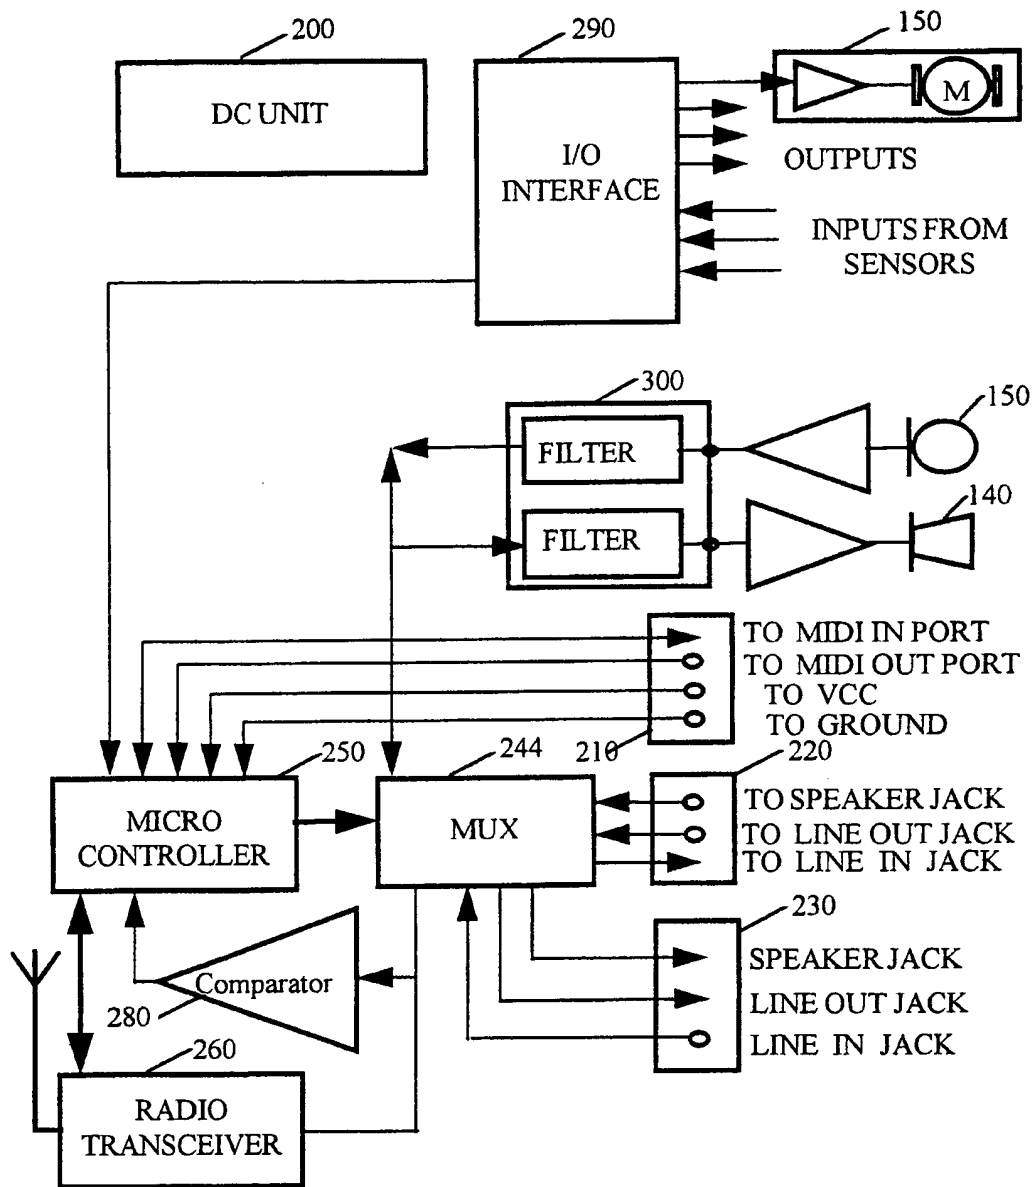 200
290
150
DC UNIT
I/O
INTERFACE
M
OUTPUTS
INPUTS FROM
SENSORS
300
150
FILTER
140
FILTER
TO MIDI IN PORT
TO MIDI OUT PORT
TO VCC
TO GROUND
210
250
244
220
MICRO
CONTROLLER
MUX
TO SPEAKER JACK
TO LINE OUT JACK
TO LINE IN JACK
230
Comparator
280
SPEAKER JACK
LINE OUT JACK
LINE IN JACK
260
RADIO
TRANSCEIVER